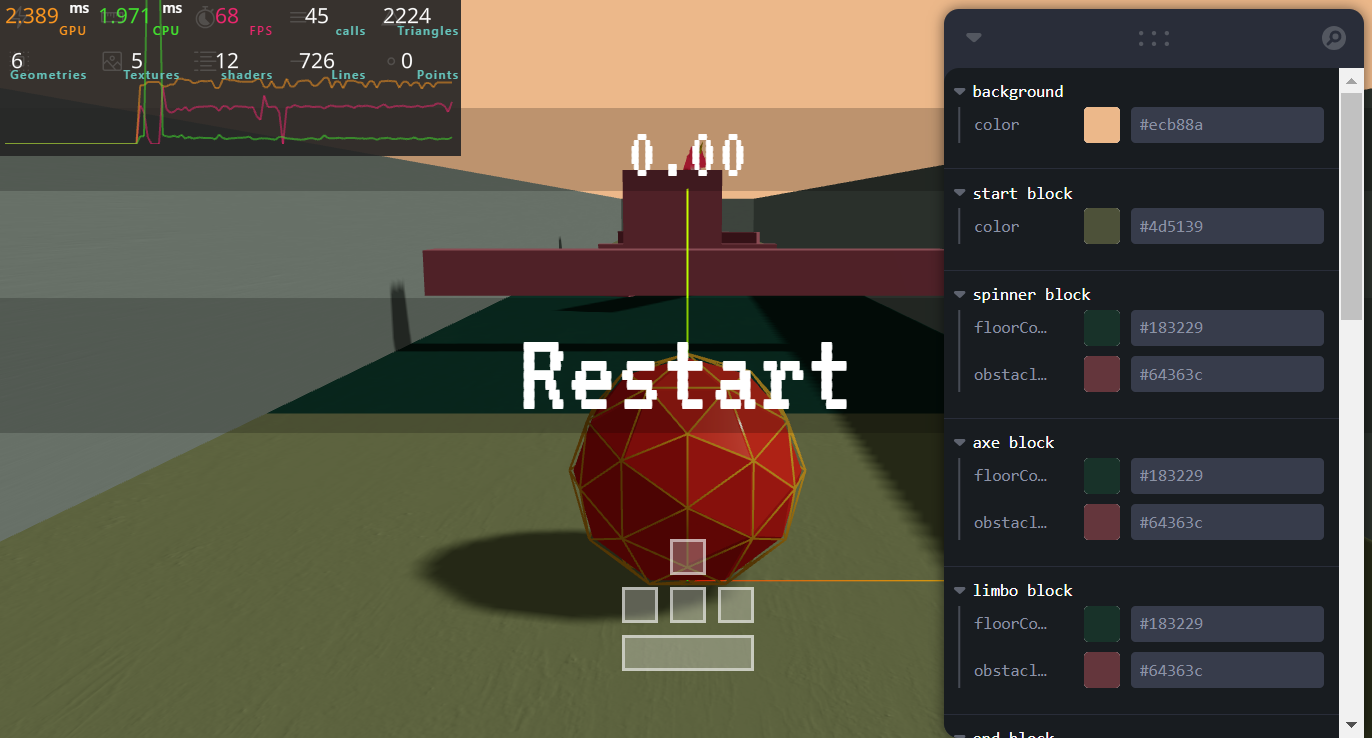 2.389 ms GPU 1.971 ms CPU 68 FPS 45 calls 2224 Triangles
6 Geometries 5 Textures 12 shaders 726 Lines 0 Points
0.00
Restart
background
color #ecb88a
start block
color #4d5139
spinner block
floorCo… #183229
obstacl… #64363c
axe block
floorCo… #183229
obstacl… #64363c
limbo block
floorCo… #183229
obstacl… #64363c
end block